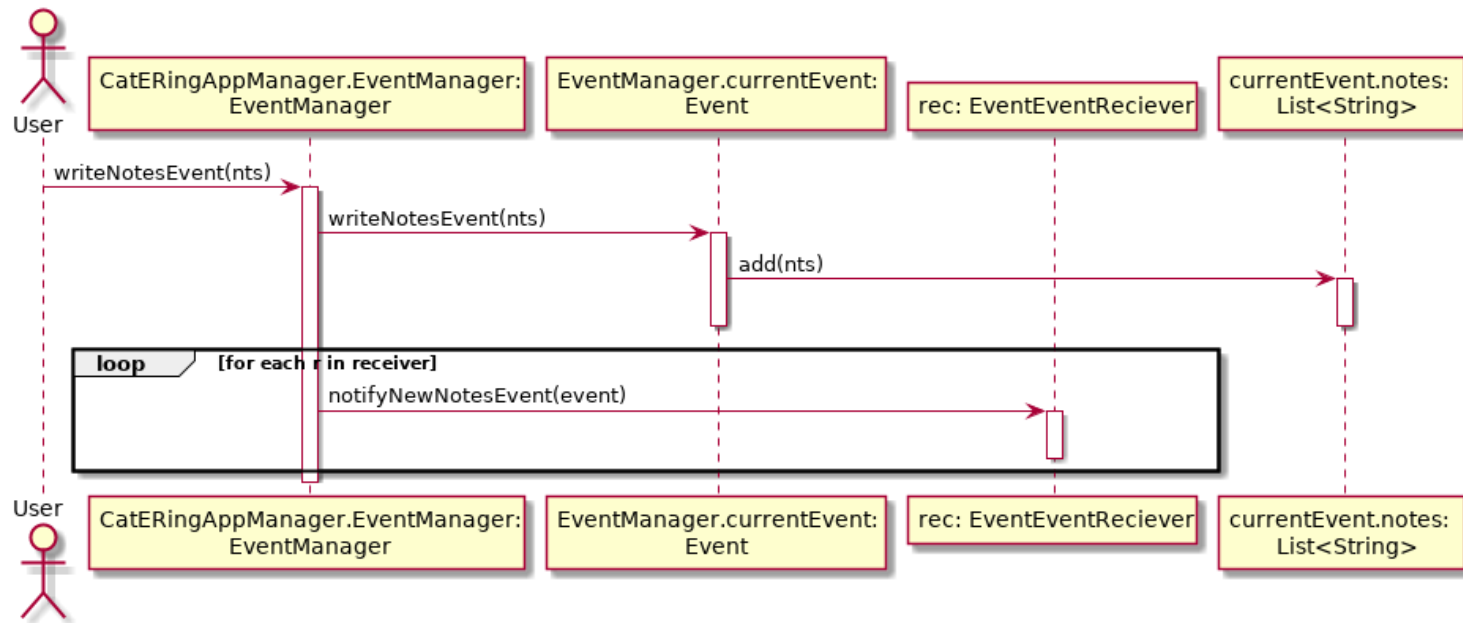 User
CatERingAppManager.EventManager:
EventManager
EventManager.currentEvent:
Event
rec: EventEventReciever
currentEvent.notes:
List<String>
writeNotesEvent(nts)
writeNotesEvent(nts)
add(nts)
loop [for each r in receiver]
notifyNewNotesEvent(event)
User
CatERingAppManager.EventManager:
EventManager
EventManager.currentEvent:
Event
rec: EventEventReciever
currentEvent.notes:
List<String>